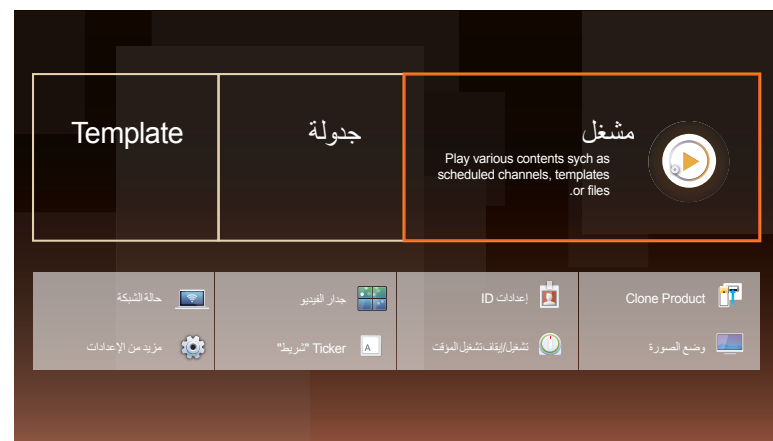 مشغل
Play various contents sych as
scheduled channels, templates
or files.
جدولة
Template
Clone Product
إعدادات ID
جدار الفيديو
حالة الشبكة
وضع الصورة
تشغيل/إيقاف تشغيل المؤقت
Ticker "شريط"
مزيد من الإعدادات